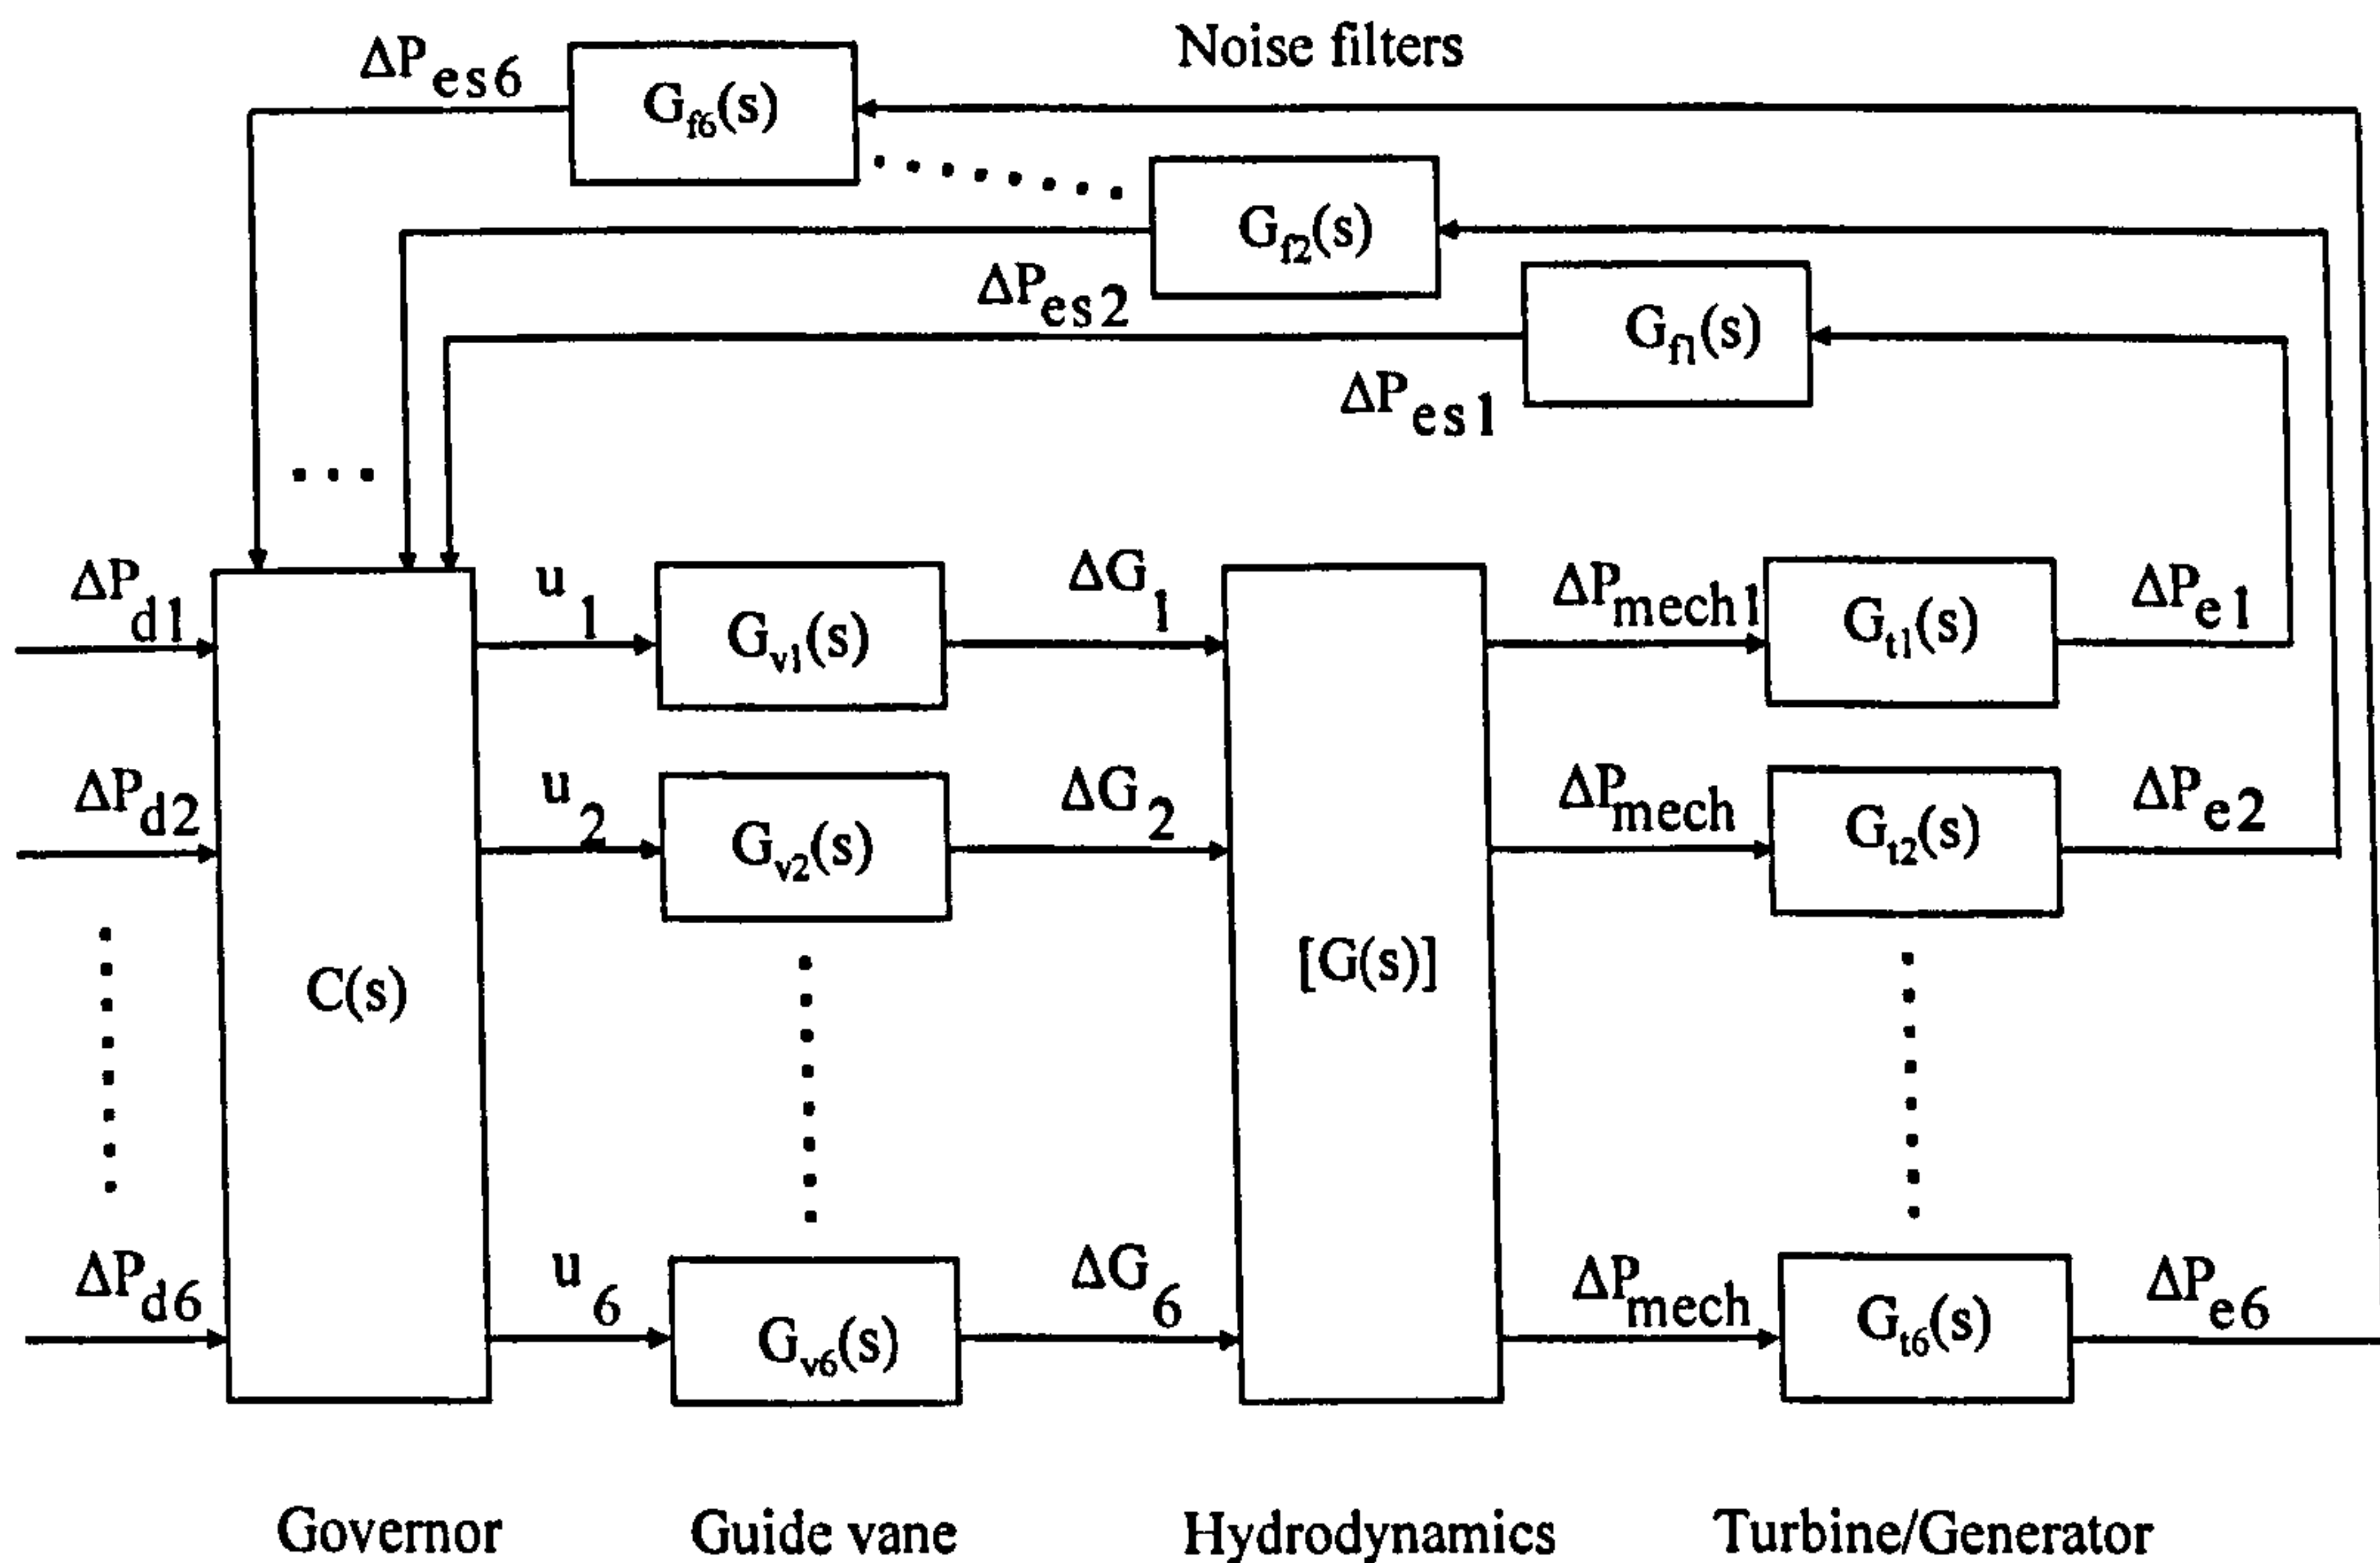 Noise filters
ΔPes6
Gf6(s)
Gf2(s)
ΔPes2
Gf1(s)
ΔPes1
ΔPd1
u1
Gv1(s)
ΔG1
ΔPmech1
Gt1(s)
ΔPe1
ΔPd2
u2
Gv2(s)
ΔG2
ΔPmech
Gt2(s)
ΔPe2
C(s)
[G(s)]
ΔPd6
u6
Gv6(s)
ΔG6
ΔPmech
Gt6(s)
ΔPe6
Governor
Guide vane
Hydrodynamics
Turbine/Generator